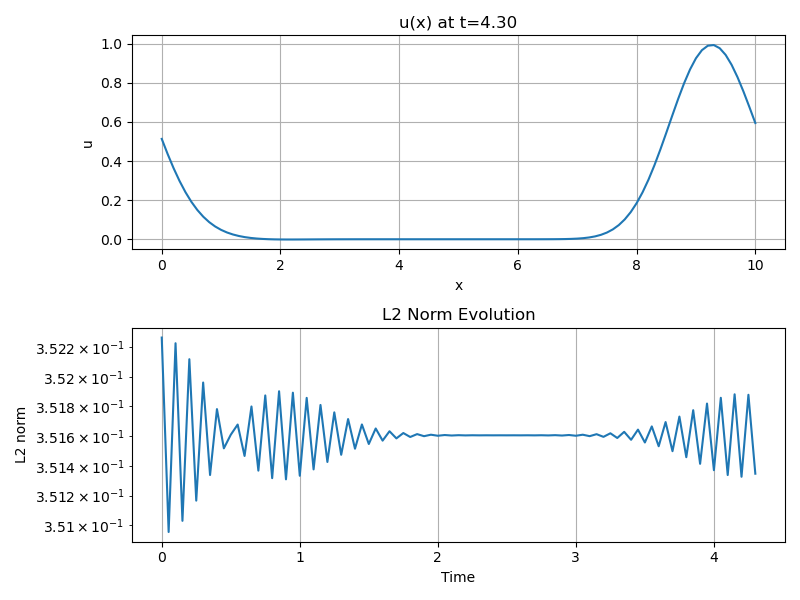 u(x) at t=4.30
1.0
0.8
0.6
0.4
0.2
0.0
u
0 2 4 6 8 10
x
L2 Norm Evolution
3.522 × 10⁻¹
3.52 × 10⁻¹
3.518 × 10⁻¹
3.516 × 10⁻¹
3.514 × 10⁻¹
3.512 × 10⁻¹
3.51 × 10⁻¹
L2 norm
0 1 2 3 4
Time